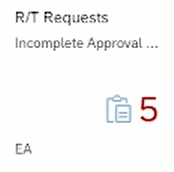 R/T Requests
Incomplete Approval ...
5
EA